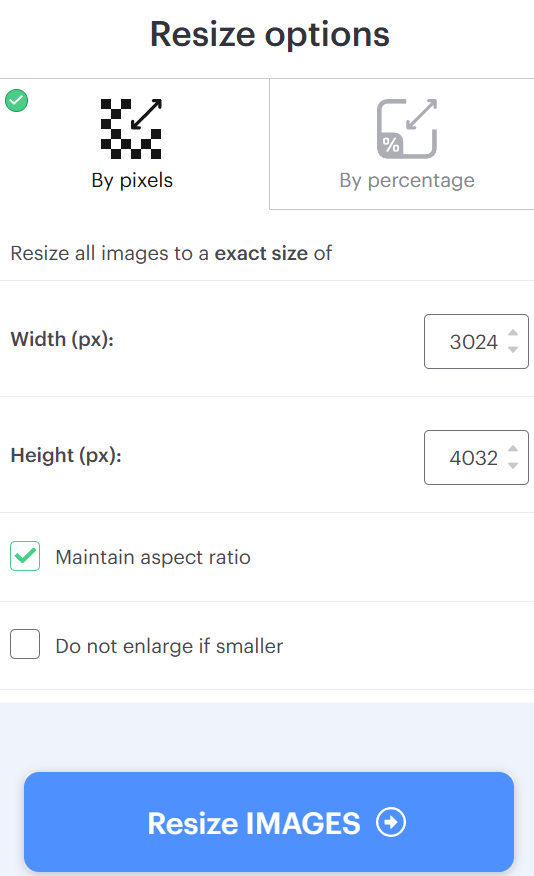 Resize options
By pixels
%
By percentage
Resize all images to a exact size of
Width (px):
3024
Height (px):
4032
Maintain aspect ratio
Do not enlarge if smaller
Resize IMAGES